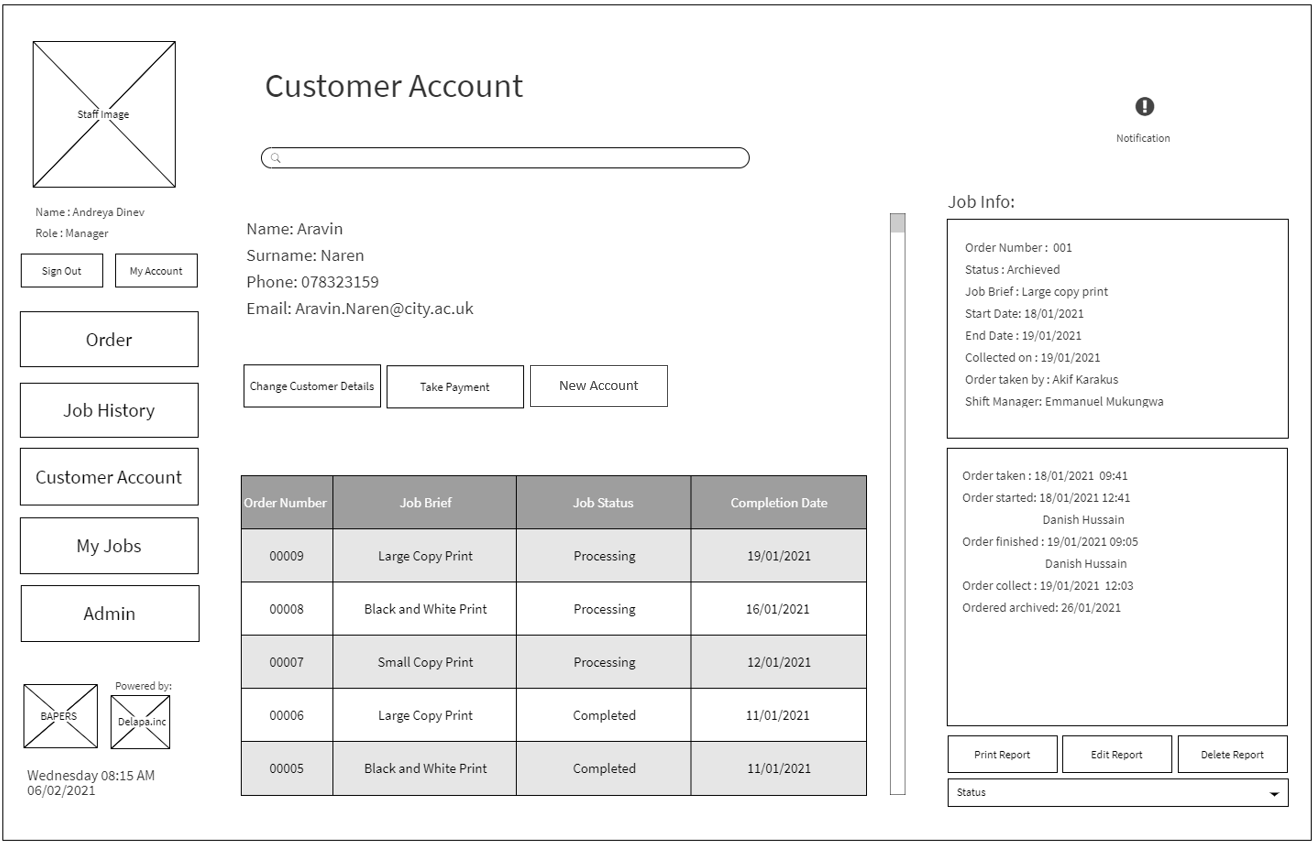 Staff Image
Name : Andreya Dinev
Role : Manager
Sign Out
My Account
Order
Job History
Customer Account
My Jobs
Admin
BAPERS
Powered by:
Delapa.inc
Wednesday 08:15 AM
06/02/2021
Customer Account
Name: Aravin
Surname: Naren
Phone: 078323159
Email: Aravin.Naren@city.ac.uk
Change Customer Details
Take Payment
New Account
Order Number Job Brief Job Status Completion Date
00009 Large Copy Print Processing 19/01/2021
00008 Black and White Print Processing 16/01/2021
00007 Small Copy Print Processing 12/01/2021
00006 Large Copy Print Completed 11/01/2021
00005 Black and White Print Completed 11/01/2021
Notification
Job Info:
Order Number : 001
Status : Archieved
Job Brief : Large copy print
Start Date: 18/01/2021
End Date : 19/01/2021
Collected on : 19/01/2021
Order taken by : Akif Karakus
Shift Manager: Emmanuel Mukungwa
Order taken : 18/01/2021 09:41
Order started: 18/01/2021 12:41
Danish Hussain
Order finished : 19/01/2021 09:05
Danish Hussain
Order collect : 19/01/2021 12:03
Ordered archived: 26/01/2021
Print Report
Edit Report
Delete Report
Status